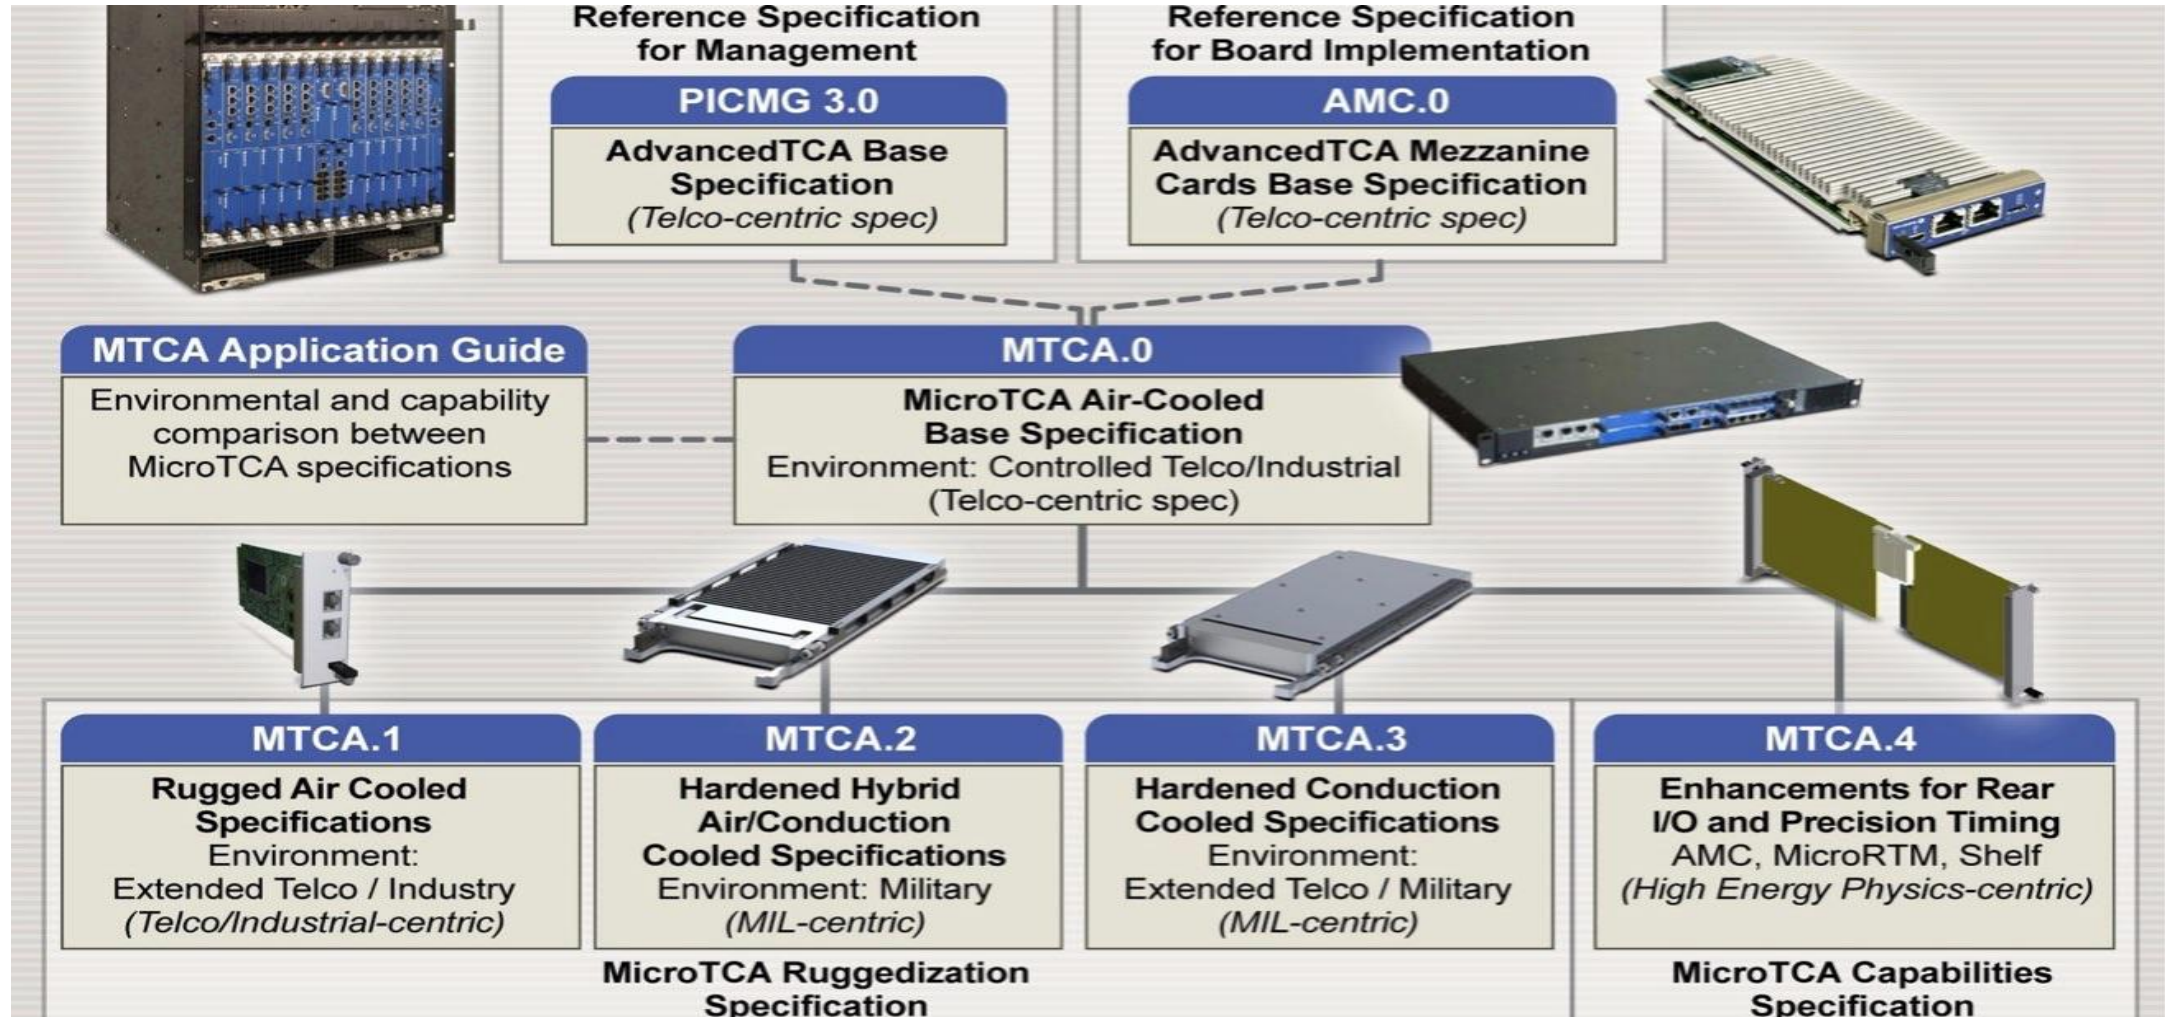 Reference Specification
for Management
Reference Specification
for Board Implementation
PICMG 3.0
AdvancedTCA Base
Specification
(Telco-centric spec)
AMC.0
AdvancedTCA Mezzanine
Cards Base Specification
(Telco-centric spec)
MTCA Application Guide
Environmental and capability
comparison between
MicroTCA specifications
MTCA.0
MicroTCA Air-Cooled
Base Specification
Environment: Controlled Telco/Industrial
(Telco-centric spec)
MTCA.1
Rugged Air Cooled
Specifications
Environment:
Extended Telco / Industry
(Telco/Industrial-centric)
MTCA.2
Hardened Hybrid
Air/Conduction
Cooled Specifications
Environment: Military
(MIL-centric)
MTCA.3
Hardened Conduction
Cooled Specifications
Environment:
Extended Telco / Military
(MIL-centric)
MTCA.4
Enhancements for Rear
I/O and Precision Timing
AMC, MicroRTM, Shelf
(High Energy Physics-centric)
MicroTCA Ruggedization
Specification
MicroTCA Capabilities
Specification